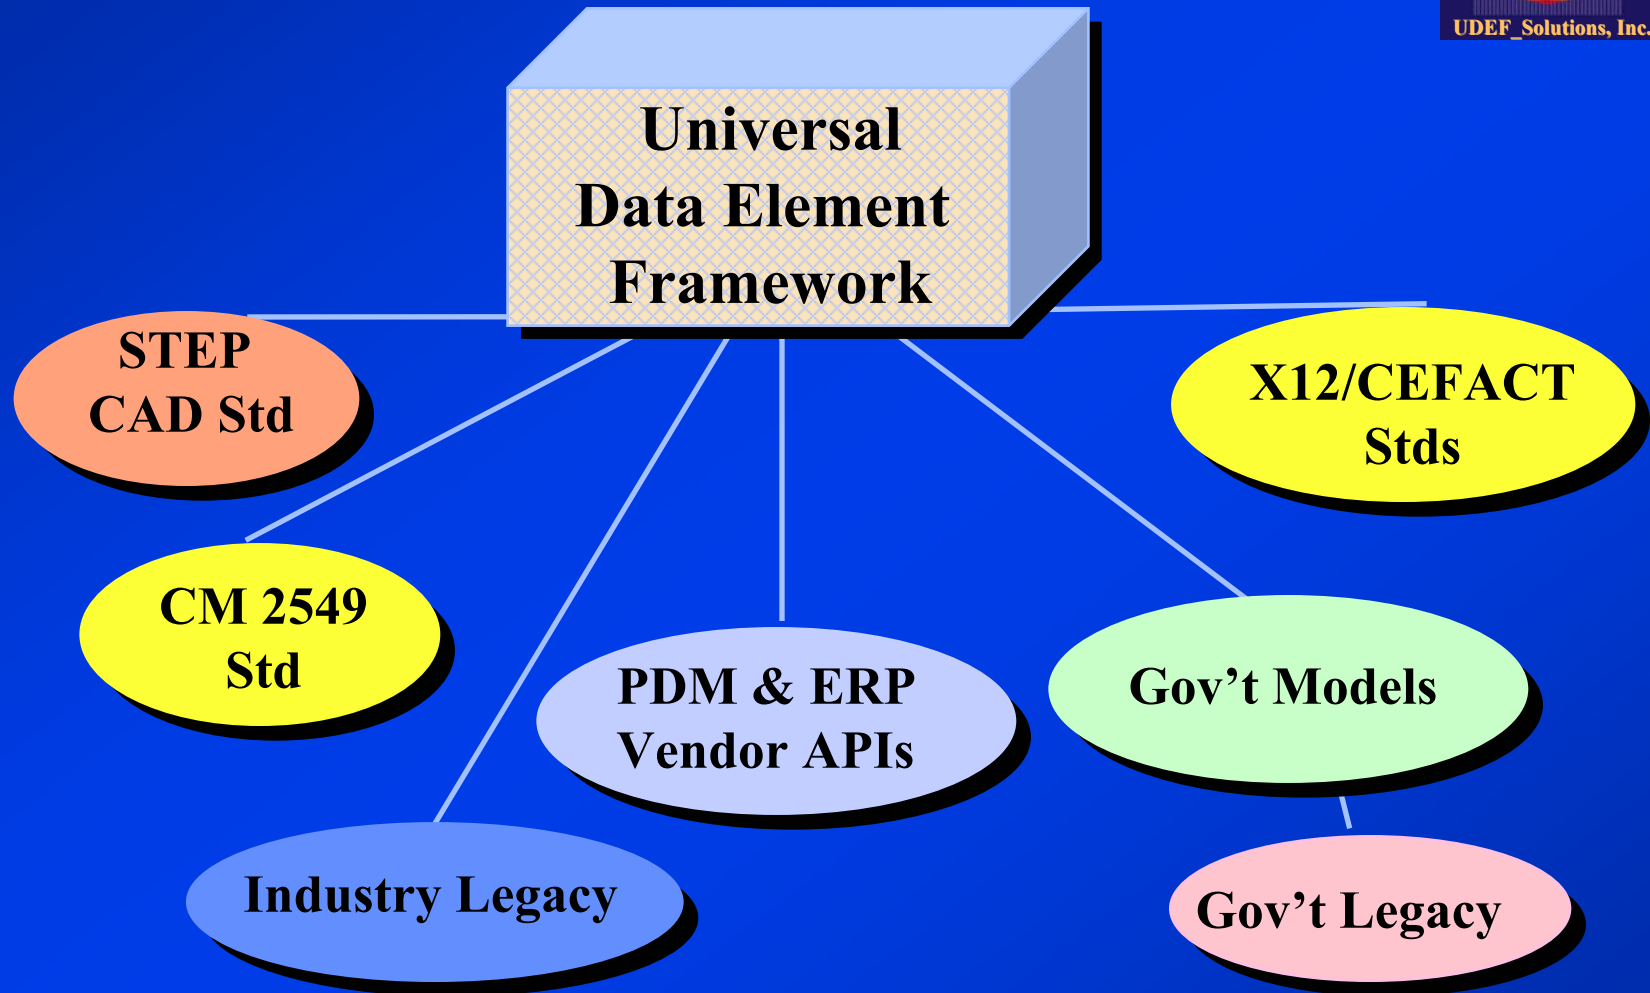 UDEF_Solutions, Inc.
Universal
Data Element
Framework
STEP
CAD Std
X12/CEFACT
Stds
CM 2549
Std
PDM & ERP
Vendor APIs
Gov’t Models
Industry Legacy
Gov’t Legacy